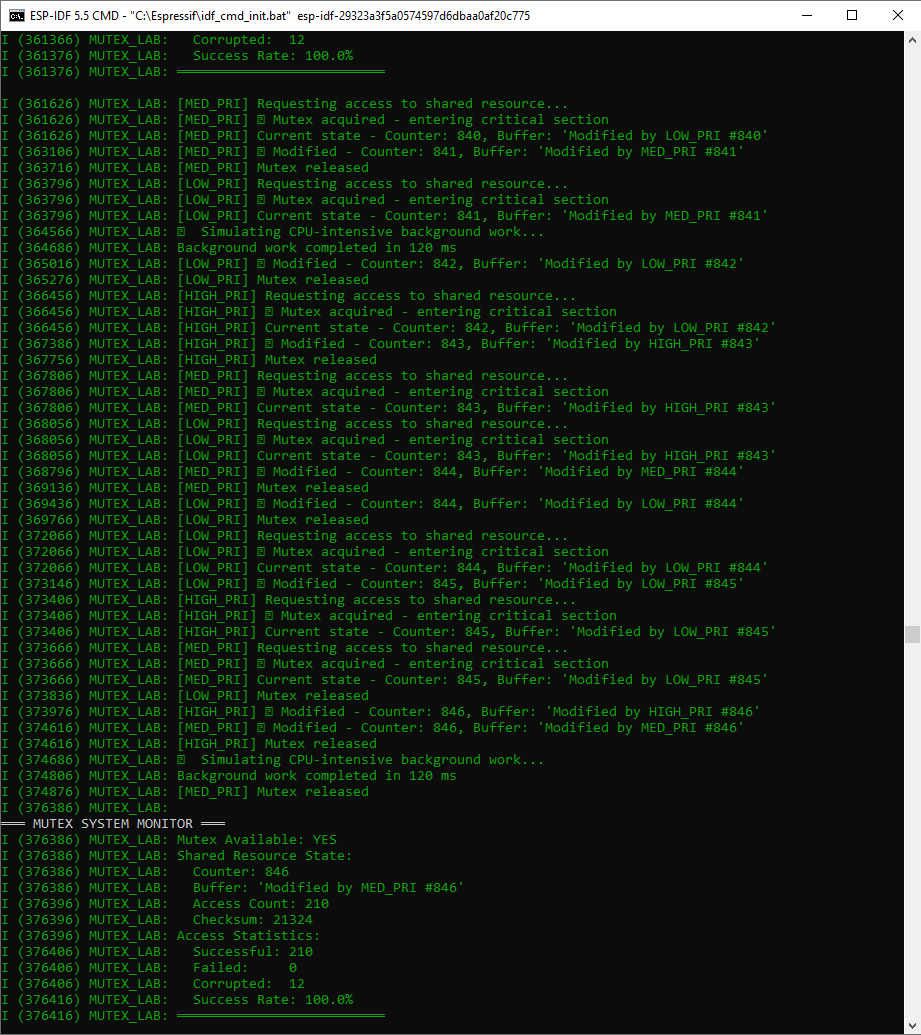 ESP-IDF 5.5 CMD - "C:\Espressif\idf_cmd_init.bat"  esp-idf-29323a3f5a0574597d6dbaa0af20c775
I (361366) MUTEX_LAB:   Corrupted:  12
I (361376) MUTEX_LAB:   Success Rate: 100.0%
I (361376) MUTEX_LAB: ══════════════════════════
I (361626) MUTEX_LAB: [MED_PRI] Requesting access to shared resource...
I (361626) MUTEX_LAB: [MED_PRI] Mutex acquired - entering critical section
I (361626) MUTEX_LAB: [MED_PRI] Current state - Counter: 840, Buffer: 'Modified by LOW_PRI #840'
I (363106) MUTEX_LAB: [MED_PRI] Modified - Counter: 841, Buffer: 'Modified by MED_PRI #841'
I (363716) MUTEX_LAB: [MED_PRI] Mutex released
I (363796) MUTEX_LAB: [LOW_PRI] Requesting access to shared resource...
I (363796) MUTEX_LAB: [LOW_PRI] Mutex acquired - entering critical section
I (363796) MUTEX_LAB: [LOW_PRI] Current state - Counter: 841, Buffer: 'Modified by MED_PRI #841'
I (364566) MUTEX_LAB:   Simulating CPU-intensive background work...
I (364686) MUTEX_LAB: Background work completed in 120 ms
I (365016) MUTEX_LAB: [LOW_PRI] Modified - Counter: 842, Buffer: 'Modified by LOW_PRI #842'
I (365276) MUTEX_LAB: [LOW_PRI] Mutex released
I (366456) MUTEX_LAB: [HIGH_PRI] Requesting access to shared resource...
I (366456) MUTEX_LAB: [HIGH_PRI] Mutex acquired - entering critical section
I (366456) MUTEX_LAB: [HIGH_PRI] Current state - Counter: 842, Buffer: 'Modified by LOW_PRI #842'
I (367386) MUTEX_LAB: [HIGH_PRI] Modified - Counter: 843, Buffer: 'Modified by HIGH_PRI #843'
I (367756) MUTEX_LAB: [HIGH_PRI] Mutex released
I (367806) MUTEX_LAB: [MED_PRI] Requesting access to shared resource...
I (367806) MUTEX_LAB: [MED_PRI] Mutex acquired - entering critical section
I (367806) MUTEX_LAB: [MED_PRI] Current state - Counter: 843, Buffer: 'Modified by HIGH_PRI #843'
I (368056) MUTEX_LAB: [LOW_PRI] Requesting access to shared resource...
I (368056) MUTEX_LAB: [LOW_PRI] Mutex acquired - entering critical section
I (368056) MUTEX_LAB: [LOW_PRI] Current state - Counter: 843, Buffer: 'Modified by HIGH_PRI #843'
I (368796) MUTEX_LAB: [MED_PRI] Modified - Counter: 844, Buffer: 'Modified by MED_PRI #844'
I (369136) MUTEX_LAB: [MED_PRI] Mutex released
I (369436) MUTEX_LAB: [LOW_PRI] Modified - Counter: 844, Buffer: 'Modified by LOW_PRI #844'
I (369766) MUTEX_LAB: [LOW_PRI] Mutex released
I (372066) MUTEX_LAB: [LOW_PRI] Requesting access to shared resource...
I (372066) MUTEX_LAB: [LOW_PRI] Mutex acquired - entering critical section
I (372066) MUTEX_LAB: [LOW_PRI] Current state - Counter: 844, Buffer: 'Modified by LOW_PRI #844'
I (373146) MUTEX_LAB: [LOW_PRI] Modified - Counter: 845, Buffer: 'Modified by LOW_PRI #845'
I (373406) MUTEX_LAB: [HIGH_PRI] Requesting access to shared resource...
I (373406) MUTEX_LAB: [HIGH_PRI] Mutex acquired - entering critical section
I (373406) MUTEX_LAB: [HIGH_PRI] Current state - Counter: 845, Buffer: 'Modified by LOW_PRI #845'
I (373666) MUTEX_LAB: [MED_PRI] Requesting access to shared resource...
I (373666) MUTEX_LAB: [MED_PRI] Mutex acquired - entering critical section
I (373666) MUTEX_LAB: [MED_PRI] Current state - Counter: 845, Buffer: 'Modified by LOW_PRI #845'
I (373836) MUTEX_LAB: [LOW_PRI] Mutex released
I (373976) MUTEX_LAB: [HIGH_PRI] Modified - Counter: 846, Buffer: 'Modified by HIGH_PRI #846'
I (374616) MUTEX_LAB: [MED_PRI] Modified - Counter: 846, Buffer: 'Modified by MED_PRI #846'
I (374616) MUTEX_LAB: [HIGH_PRI] Mutex released
I (374686) MUTEX_LAB:   Simulating CPU-intensive background work...
I (374806) MUTEX_LAB: Background work completed in 120 ms
I (374876) MUTEX_LAB: [MED_PRI] Mutex released
I (376386) MUTEX_LAB:
═══ MUTEX SYSTEM MONITOR ═══
I (376386) MUTEX_LAB: Mutex Available: YES
I (376386) MUTEX_LAB: Shared Resource State:
I (376386) MUTEX_LAB:   Counter: 846
I (376386) MUTEX_LAB:   Buffer: 'Modified by MED_PRI #846'
I (376396) MUTEX_LAB:   Access Count: 210
I (376396) MUTEX_LAB:   Checksum: 21324
I (376396) MUTEX_LAB: Access Statistics:
I (376406) MUTEX_LAB:   Successful: 210
I (376406) MUTEX_LAB:   Failed:     0
I (376406) MUTEX_LAB:   Corrupted:  12
I (376416) MUTEX_LAB:   Success Rate: 100.0%
I (376416) MUTEX_LAB: ══════════════════════════